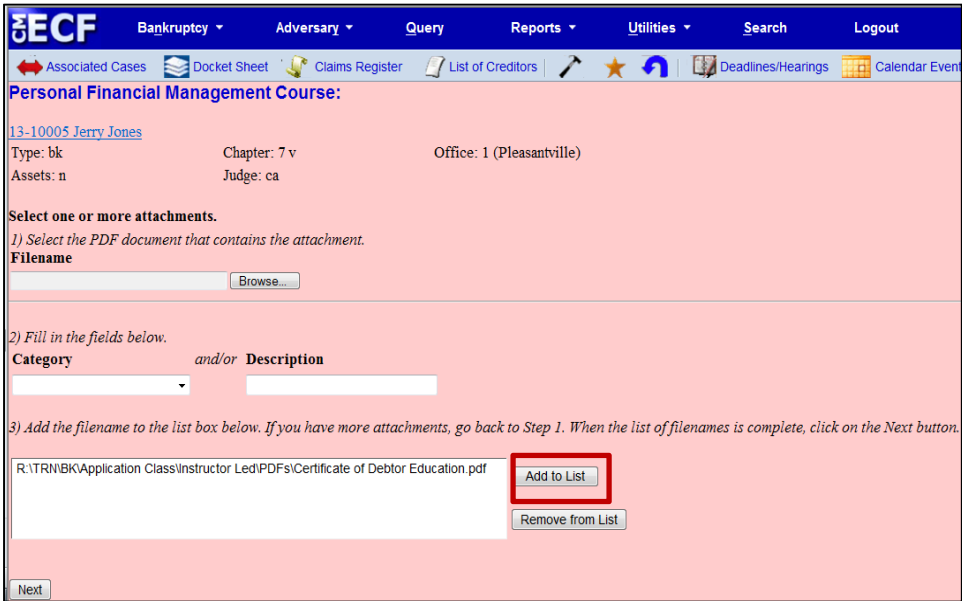 CM ECF Bankruptcy Adversary Query Reports Utilities Search Logout
Associated Cases Docket Sheet Claims Register List of Creditors Deadlines/Hearings Calendar Event
Personal Financial Management Course:
13-10005 Jerry Jones
Type: bk Chapter: 7 v Office: 1 (Pleasantville)
Assets: n Judge: ca
Select one or more attachments.
1) Select the PDF document that contains the attachment.
Filename
Browse...
2) Fill in the fields below.
Category and/or Description
3) Add the filename to the list box below. If you have more attachments, go back to Step 1. When the list of filenames is complete, click on the Next button.
R:\TRN\BK\Application Class\Instructor Led\PDFs\Certificate of Debtor Education.pdf
Add to List
Remove from List
Next